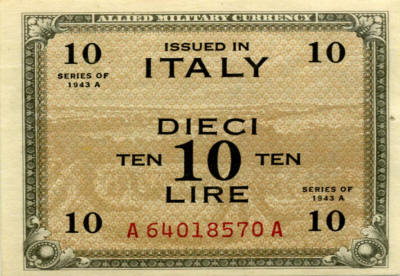 ALLIED MILITARY CURRENCY
10 ISSUED IN 10
SERIES OF
1943 A
ITALY
DIECI
TEN 10 TEN
LIRE
SERIES OF
1943 A
10 A 64018570 A 10